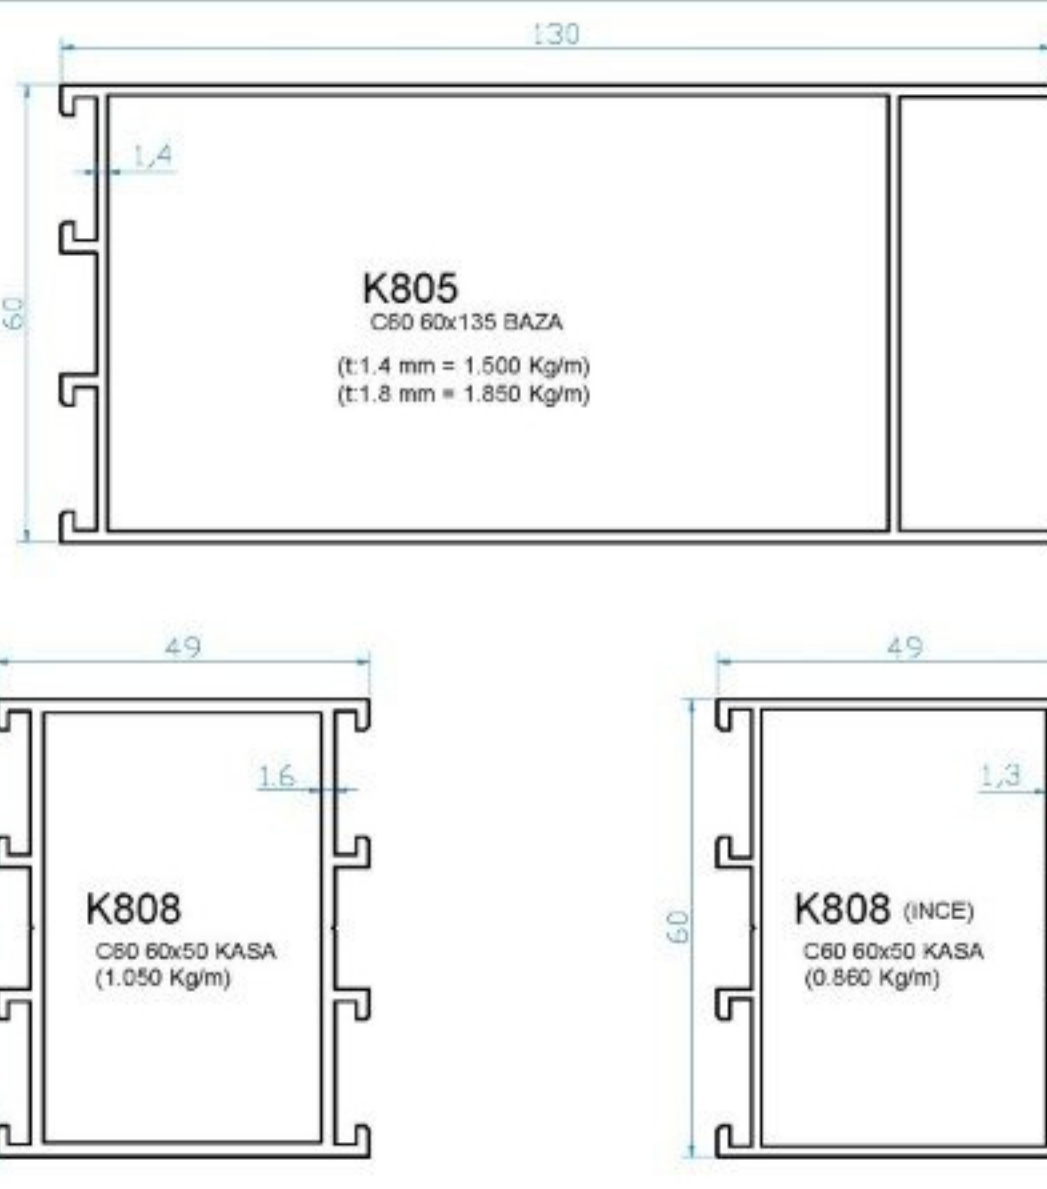 130
1,4
60
K805
C60 60x135 BAZA
(t:1.4 mm = 1.500 Kg/m)
(t:1.8 mm = 1.850 Kg/m)
49
49
1.6
1,3
K808
C60 60x50 KASA
(1.050 Kg/m)
60
K808 (İNCE)
C60 60x50 KASA
(0.860 Kg/m)